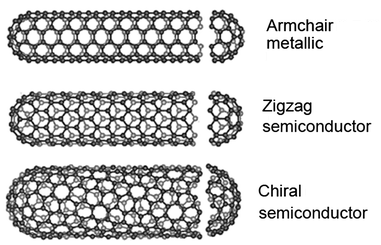 Armchair
metallic
Zigzag
semiconductor
Chiral
semiconductor